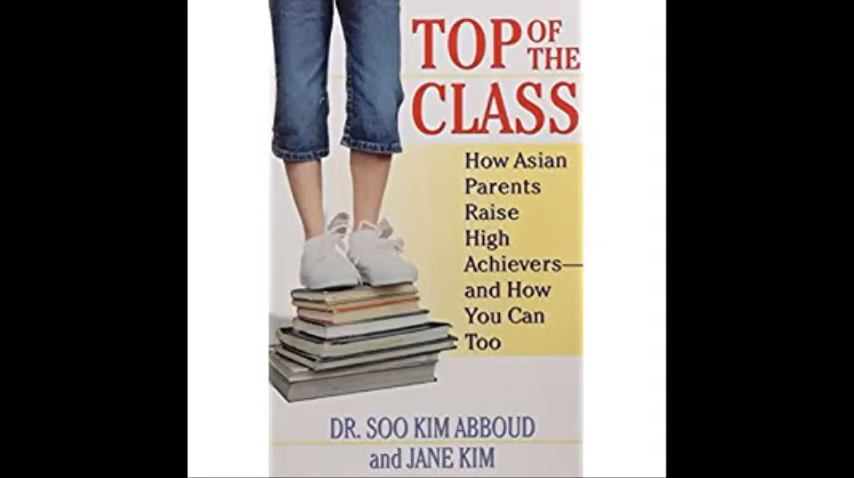 TOP OF THE
CLASS
How Asian
Parents
Raise
High
Achievers—
and How
You Can
Too
DR. SOO KIM ABBOUD
and JANE KIM